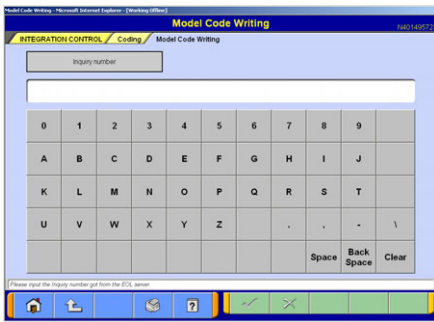 Model Code Writing - Microsoft Internet Explorer - [Working Offline]
Model Code Writing
N40149572
INTEGRATION CONTROL Coding Model Code Writing
Inquiry number
0 1 2 3 4 5 6 7 8 9
A B C D E F G H I J
K L M N O P Q R S T
U V W X Y Z . , - \
Space Back Space Clear
Please input the Inquiry number got from the EOL server
?